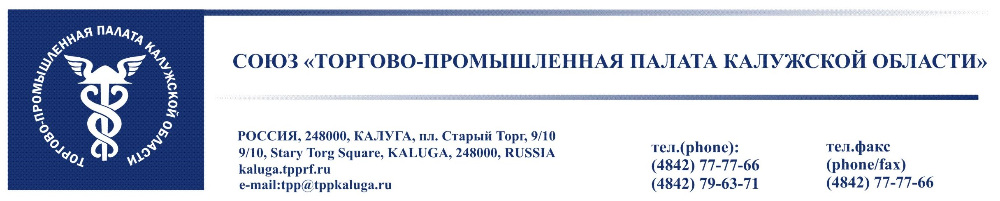 ТОРГОВО-ПРОМЫШЛЕННАЯ ПАЛАТА КАЛУЖСКОЙ ОБЛАСТИ
СОЮЗ «ТОРГОВО-ПРОМЫШЛЕННАЯ ПАЛАТА КАЛУЖСКОЙ ОБЛАСТИ»
РОССИЯ, 248000, КАЛУГА, пл. Старый Торг, 9/10
9/10, Stary Torg Square, KALUGA, 248000, RUSSIA
kaluga.tpprf.ru
e-mail:tpp@tppkaluga.ru
тел.(phone):
(4842) 77-77-66
(4842) 79-63-71
тел.факс
(phone/fax)
(4842) 77-77-66